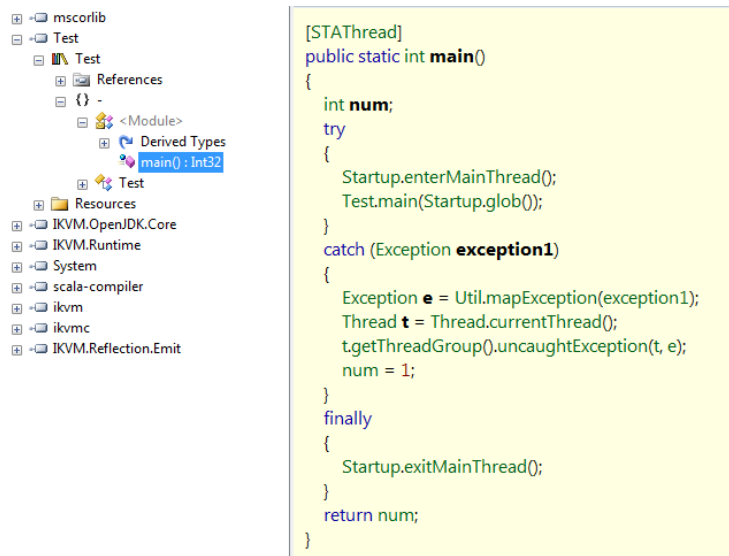 mscorlib
Test
Test
References
{} -
<Module>
Derived Types
main() : Int32
Test
Resources
IKVM.OpenJDK.Core
IKVM.Runtime
System
scala-compiler
ikvm
ikvmc
IKVM.Reflection.Emit
[STAThread]
public static int main()
{
int num;
try
{
Startup.enterMainThread();
Test.main(Startup.glob());
}
catch (Exception exception1)
{
Exception e = Util.mapException(exception1);
Thread t = Thread.currentThread();
t.getThreadGroup().uncaughtException(t, e);
num = 1;
}
finally
{
Startup.exitMainThread();
}
return num;
}